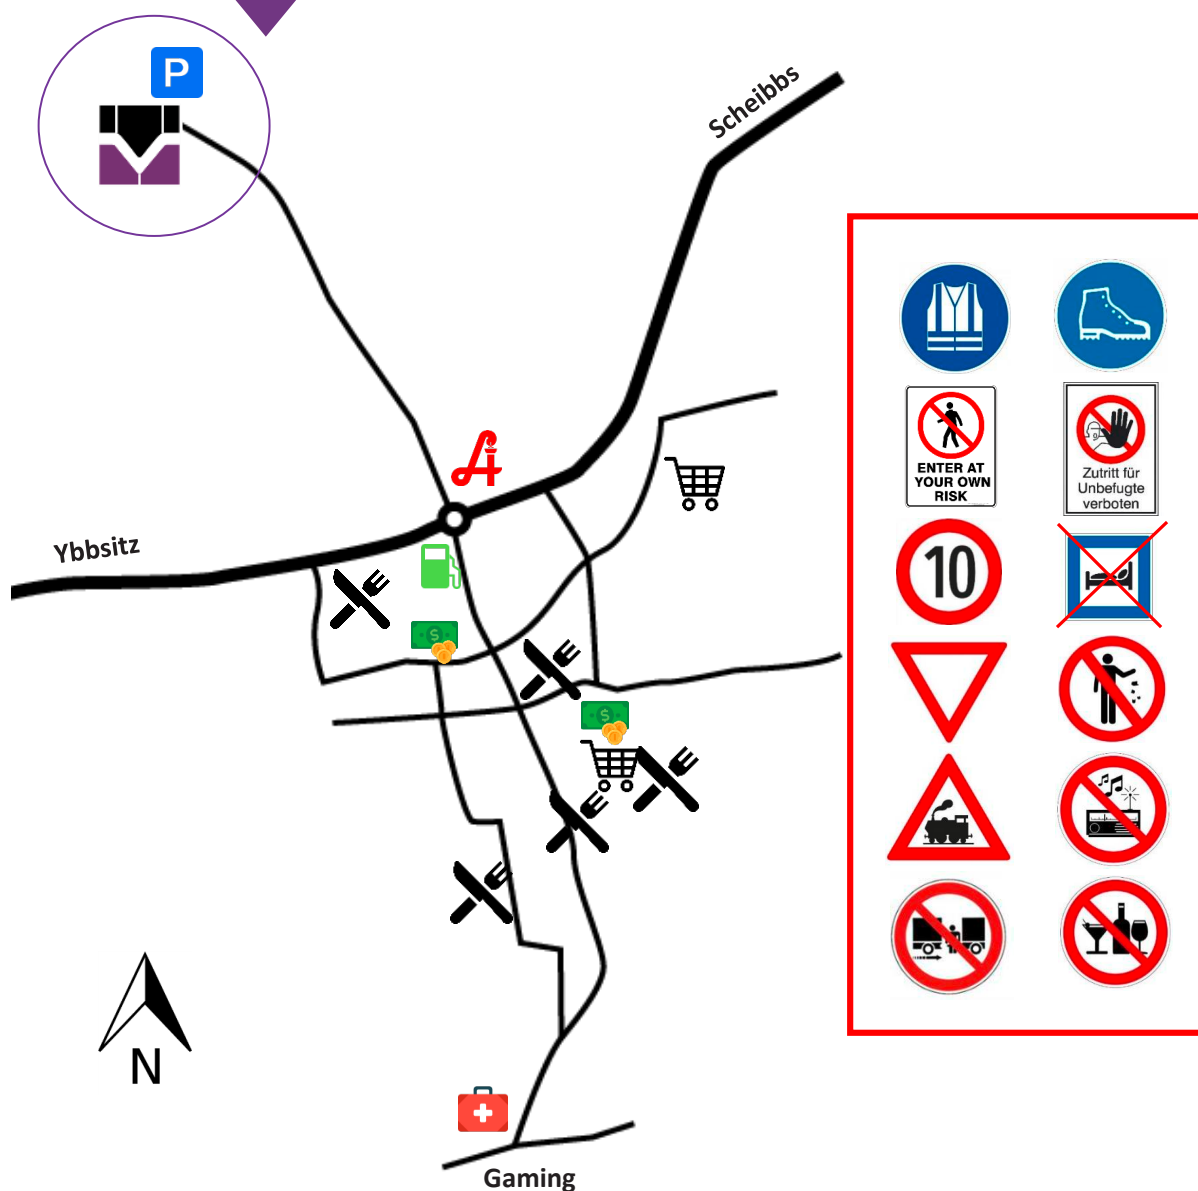 P
Scheibbs
Ybbsitz
ENTER AT
YOUR OWN
RISK
Zutritt für
Unbefugte
verboten
10
$
$
N
Gaming